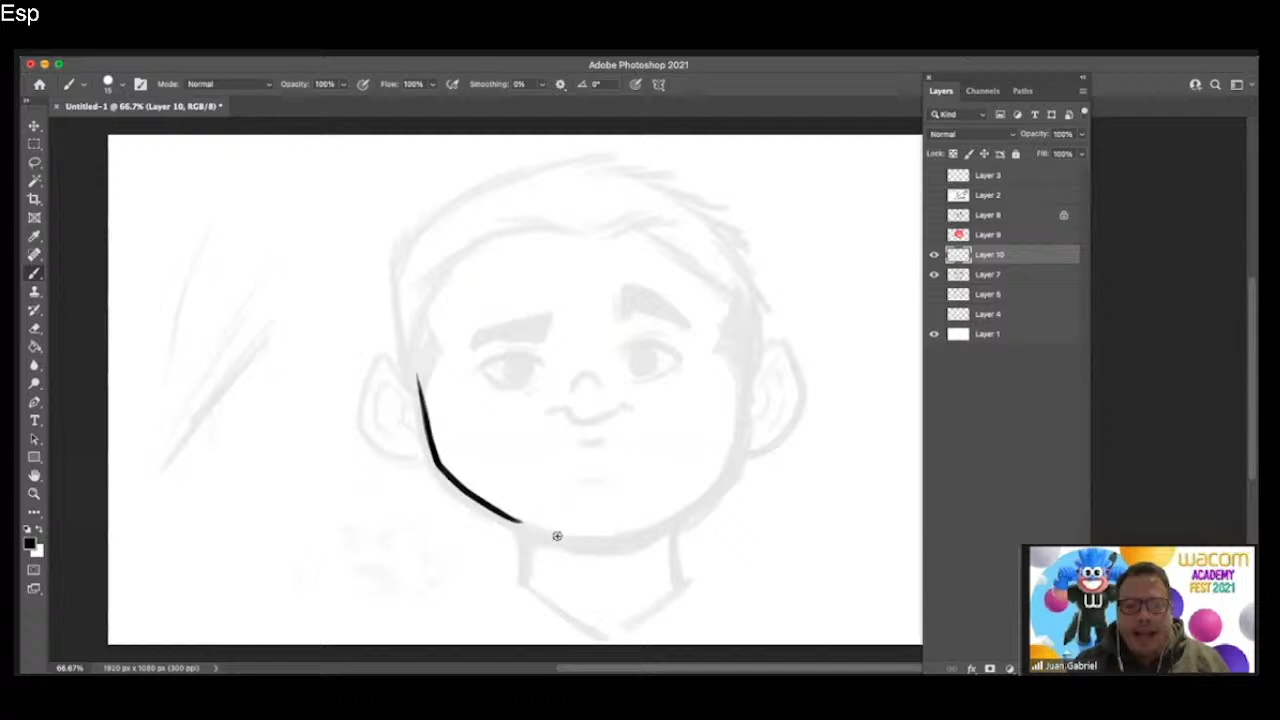 Esp
Adobe Photoshop 2021
15
Mode: Normal
Opacity: 100%
Flow: 100%
Smoothing: 0%
0°
Untitled-1 @ 66.7% (Layer 10, RGB/8) *
Layers
Channels
Paths
Kind
Normal
Opacity: 100%
Lock:
Fill: 100%
Layer 3
Layer 2
Layer 8
Layer 9
Layer 10
Layer 7
Layer 5
Layer 4
Layer 1
66.67%
1920 px x 1080 px (300 ppi)
wacom
ACADEMY
FEST 2021
W
Juan Gabriel